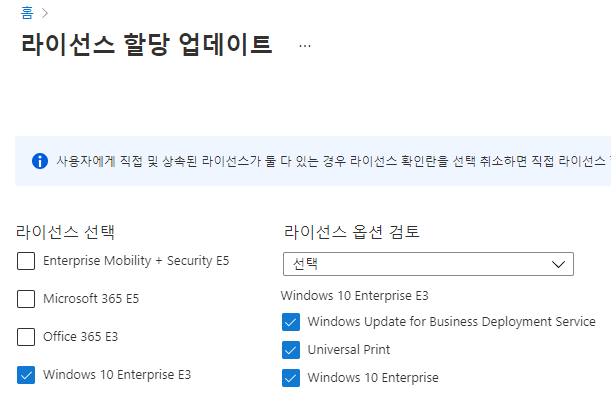 홈 >
라이선스 할당 업데이트 ...
사용자에게 직접 및 상속된 라이선스가 둘 다 있는 경우 라이선스 확인란을 선택 취소하면 직접 라이선스
라이선스 선택
Enterprise Mobility + Security E5
Microsoft 365 E5
Office 365 E3
Windows 10 Enterprise E3
라이선스 옵션 검토
선택
Windows 10 Enterprise E3
Windows Update for Business Deployment Service
Universal Print
Windows 10 Enterprise